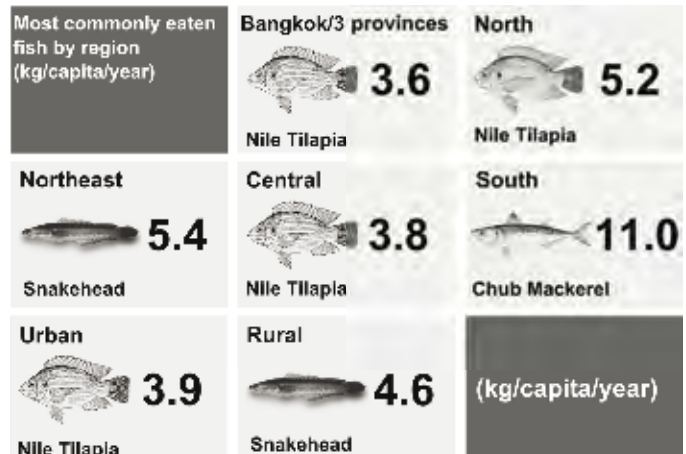 Most commonly eaten
fish by region
(kg/capita/year)
Bangkok/3 provinces
3.6
Nile Tilapia
North
5.2
Nile Tilapia
Northeast
5.4
Snakehead
Central
3.8
Nile Tilapia
South
11.0
Chub Mackerel
Urban
3.9
Nile Tilapia
Rural
4.6
Snakehead
(kg/capita/year)